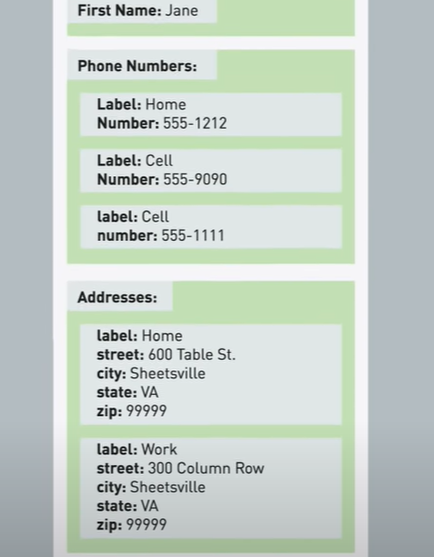 First Name: Jane
Phone Numbers:
Label: Home
Number: 555-1212
Label: Cell
Number: 555-9090
label: Cell
number: 555-1111
Addresses:
label: Home
street: 600 Table St.
city: Sheetsville
state: VA
zip: 99999
label: Work
street: 300 Column Row
city: Sheetsville
state: VA
zip: 99999